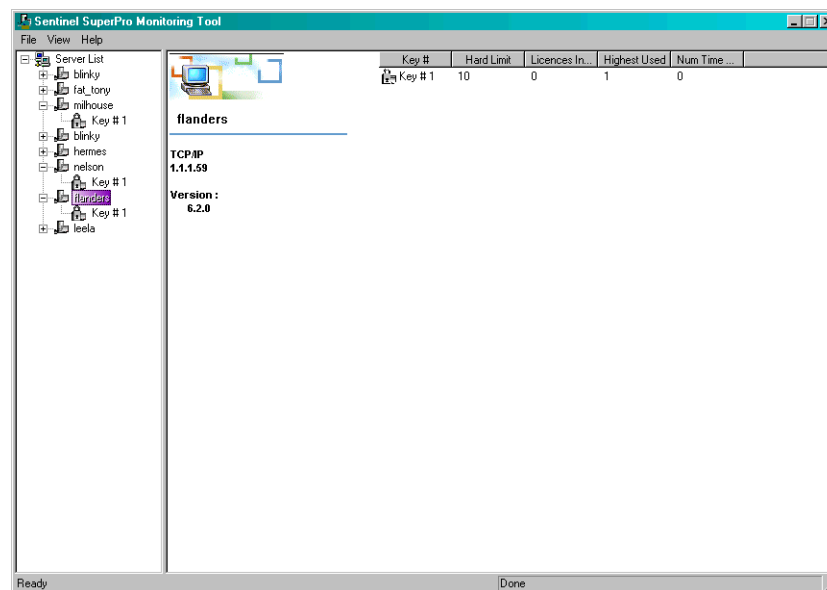 Sentinel SuperPro Monitoring Tool
File View Help
Server List
blinky
fat_tony
milhouse
Key # 1
blinky
hermes
nelson
Key # 1
flanders
Key # 1
leela
flanders
TCP/IP
1.1.1.59
Version :
6.2.0
Key # Hard Limit Licences In... Highest Used Num Time ...
Key # 1 10 0 1 0
Ready Done